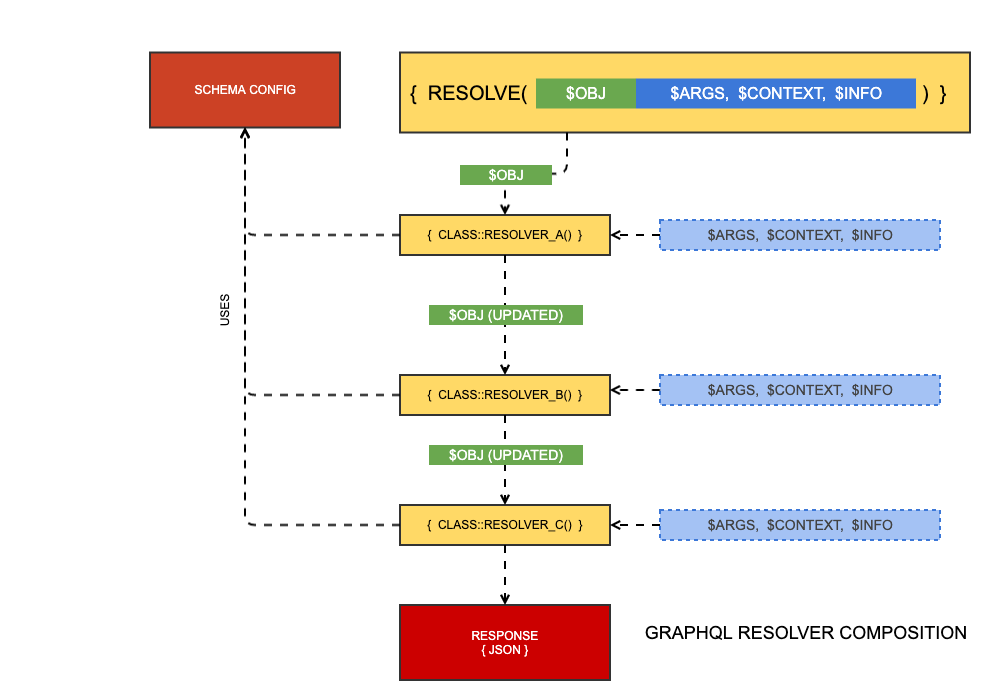 SCHEMA CONFIG
{ RESOLVE( $OBJ $ARGS, $CONTEXT, $INFO ) }
$OBJ
{ CLASS::RESOLVER_A() }
$ARGS, $CONTEXT, $INFO
USES
$OBJ (UPDATED)
{ CLASS::RESOLVER_B() }
$ARGS, $CONTEXT, $INFO
$OBJ (UPDATED)
{ CLASS::RESOLVER_C() }
$ARGS, $CONTEXT, $INFO
RESPONSE
{ JSON }
GRAPHQL RESOLVER COMPOSITION